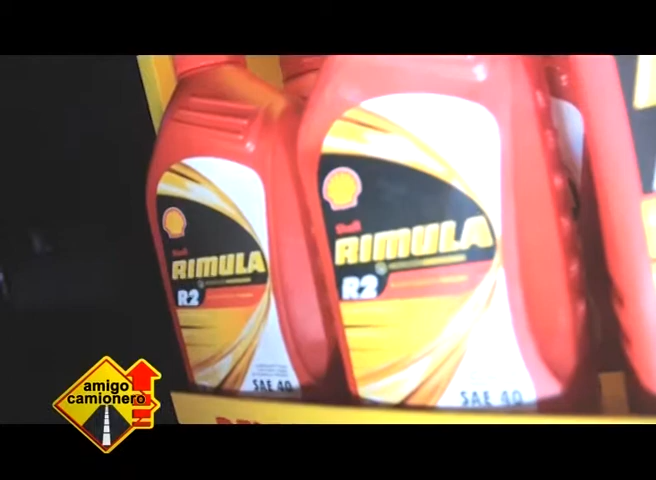 Shell
RIMULA
R2
SAE 40
Shell
RIMULA
R2
SAE 40
amigo
camionero